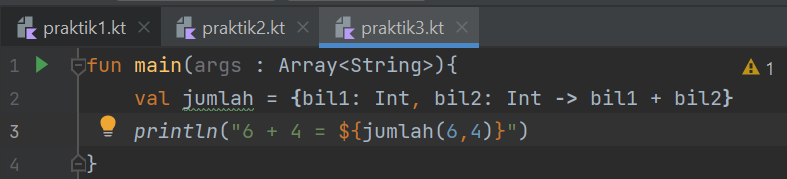 praktik1.kt praktik2.kt praktik3.kt
1 fun main(args : Array<String>){ 1
2 val jumlah = {bil1: Int, bil2: Int -> bil1 + bil2}
3 println("6 + 4 = ${jumlah(6,4)}")
4 }